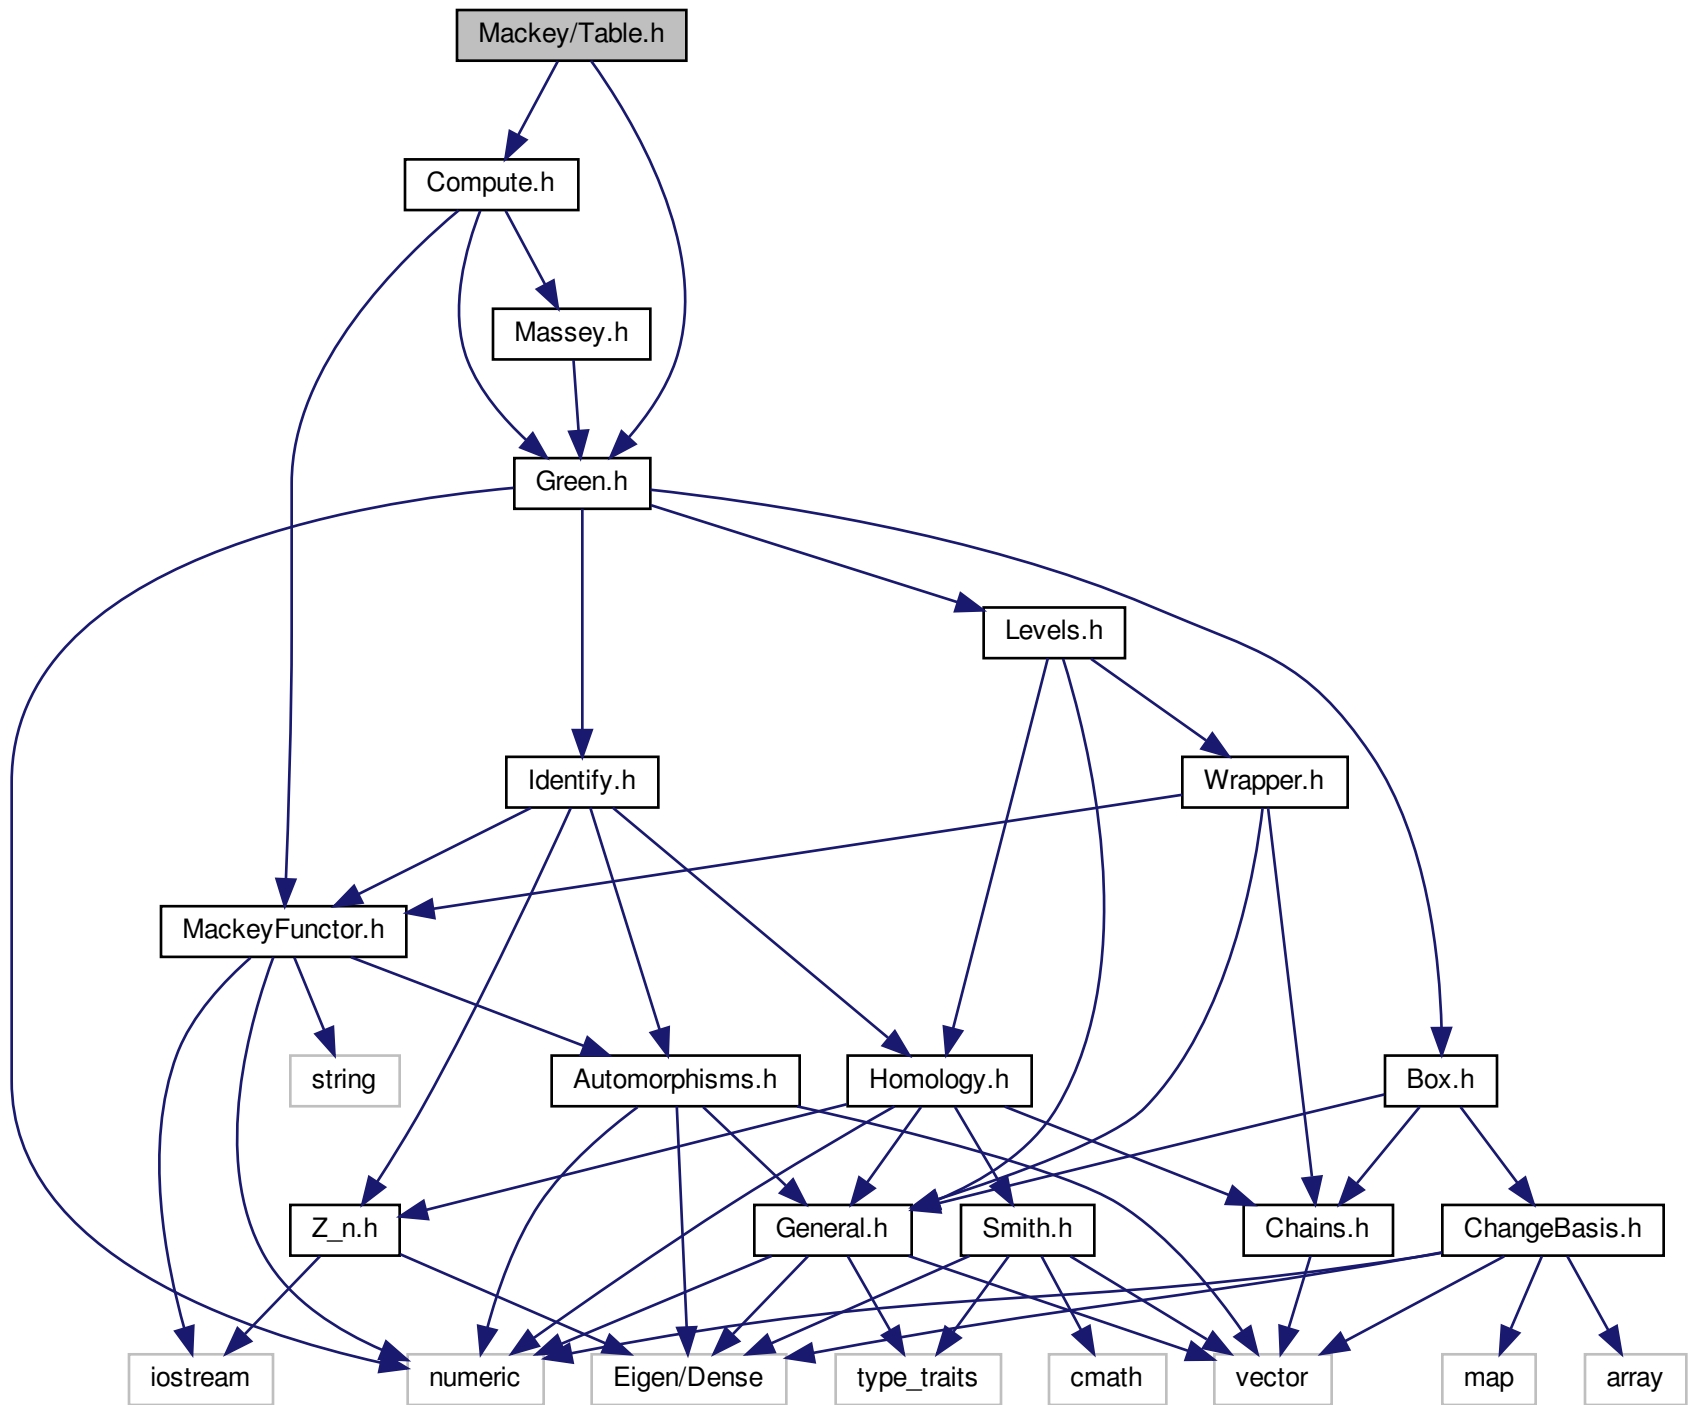 Mackey/Table.h
Compute.h
Massey.h
Green.h
Levels.h
Identify.h
Wrapper.h
MackeyFunctor.h
string
Automorphisms.h
Homology.h
Box.h
Z_n.h
General.h
Smith.h
Chains.h
ChangeBasis.h
iostream
numeric
Eigen/Dense
type_traits
cmath
vector
map
array